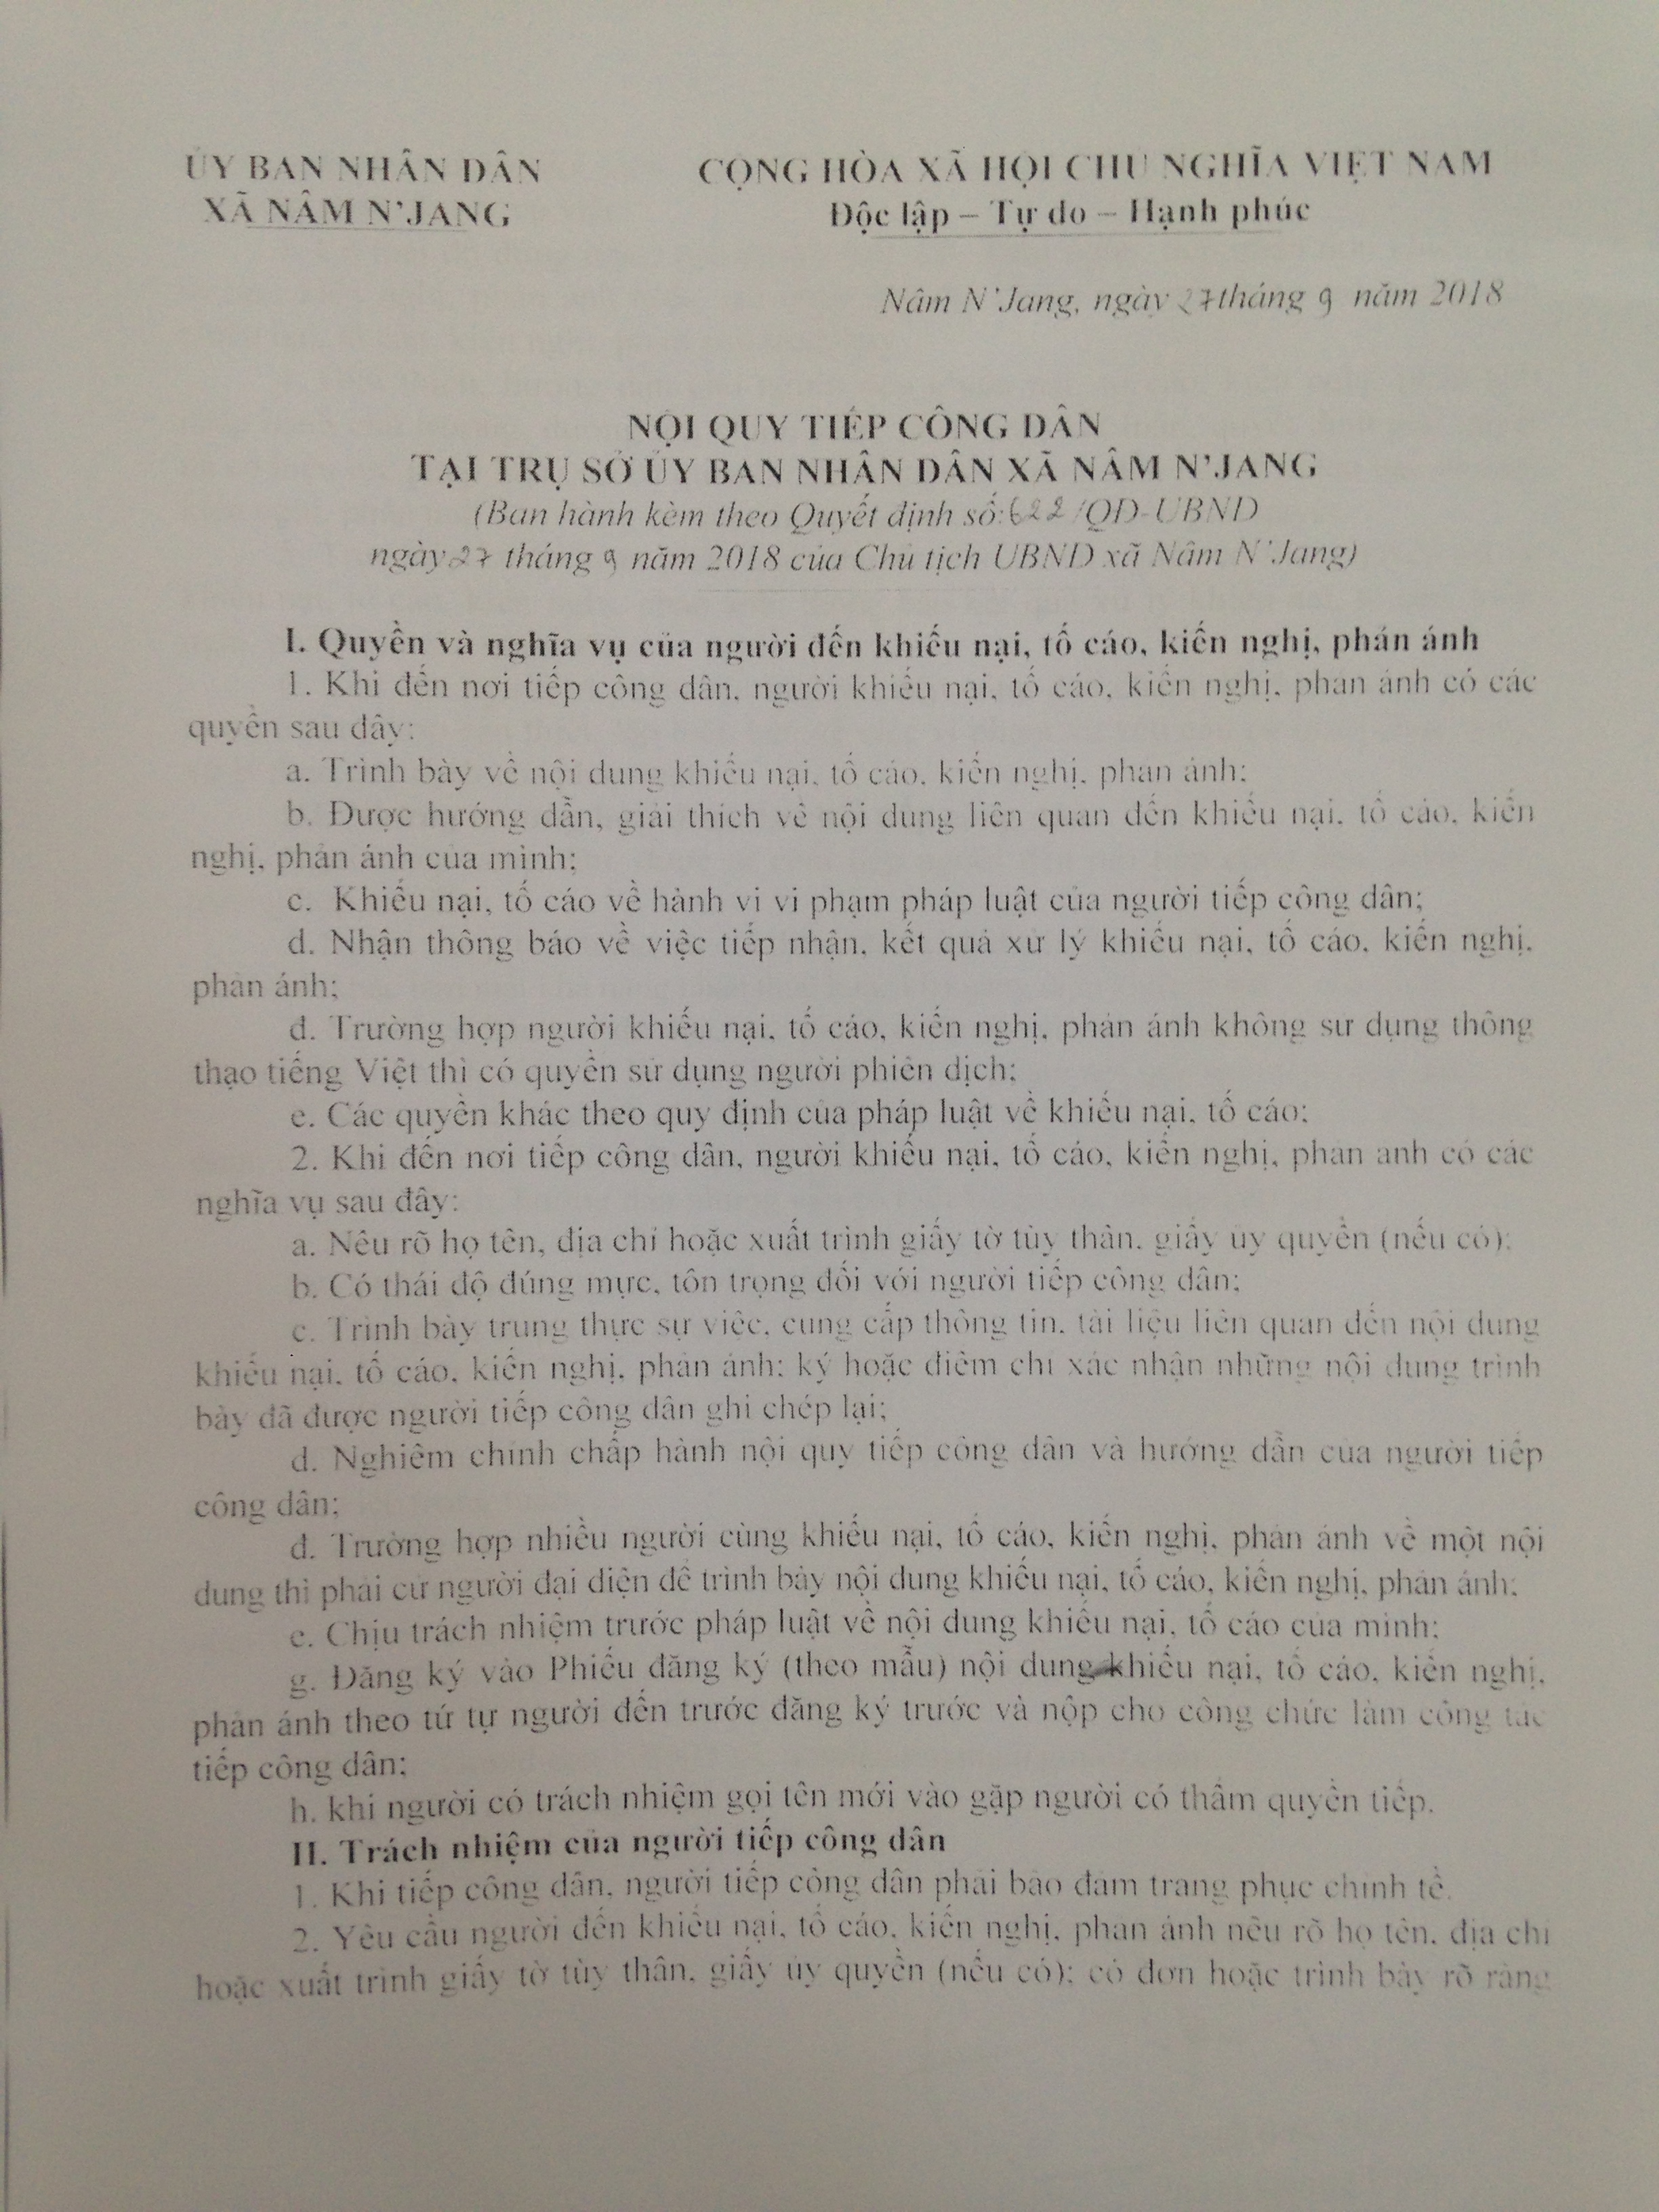 ỦY BAN NHÂN DÂN
XÃ NÂM N'JANG
CỘNG HÒA XÃ HỘI CHỦ NGHĨA VIỆT NAM
Độc lập – Tự do – Hạnh phúc
Nâm N'Jang, ngày 27 tháng 9 năm 2018
NỘI QUY TIẾP CÔNG DÂN
TẠI TRỤ SỞ ỦY BAN NHÂN DÂN XÃ NÂM N'JANG
(Ban hành kèm theo Quyết định số: 622/QĐ-UBND
ngày 27 tháng 9 năm 2018 của Chủ tịch UBND xã Nâm N'Jang)
I. Quyền và nghĩa vụ của người đến khiếu nại, tố cáo, kiến nghị, phản ánh
1. Khi đến nơi tiếp công dân, người khiếu nại, tố cáo, kiến nghị, phản ánh có các
quyền sau đây:
a. Trình bày về nội dung khiếu nại, tố cáo, kiến nghị, phản ánh;
b. Được hướng dẫn, giải thích về nội dung liên quan đến khiếu nại, tố cáo, kiến
nghị, phản ánh của mình;
c. Khiếu nại, tố cáo về hành vi vi phạm pháp luật của người tiếp công dân;
d. Nhận thông báo về việc tiếp nhận, kết quả xử lý khiếu nại, tố cáo, kiến nghị,
phản ánh;
đ. Trường hợp người khiếu nại, tố cáo, kiến nghị, phản ánh không sử dụng thông
thạo tiếng Việt thì có quyền sử dụng người phiên dịch;
e. Các quyền khác theo quy định của pháp luật về khiếu nại, tố cáo;
2. Khi đến nơi tiếp công dân, người khiếu nại, tố cáo, kiến nghị, phản ánh có các
nghĩa vụ sau đây:
a. Nêu rõ họ tên, địa chỉ hoặc xuất trình giấy tờ tùy thân, giấy ủy quyền (nếu có);
b. Có thái độ đúng mực, tôn trọng đối với người tiếp công dân;
c. Trình bày trung thực sự việc, cung cấp thông tin, tài liệu liên quan đến nội dung
khiếu nại, tố cáo, kiến nghị, phản ánh; ký hoặc điểm chỉ xác nhận những nội dung trình
bày đã được người tiếp công dân ghi chép lại;
d. Nghiêm chỉnh chấp hành nội quy tiếp công dân và hướng dẫn của người tiếp
công dân;
đ. Trường hợp nhiều người cùng khiếu nại, tố cáo, kiến nghị, phản ánh về một nội
dung thì phải cử người đại diện để trình bày nội dung khiếu nại, tố cáo, kiến nghị, phản ánh;
e. Chịu trách nhiệm trước pháp luật về nội dung khiếu nại, tố cáo của mình;
g. Đăng ký vào Phiếu đăng ký (theo mẫu) nội dung khiếu nại, tố cáo, kiến nghị,
phản ánh theo tứ tự người đến trước đăng ký trước và nộp cho công chức làm công tác
tiếp công dân;
h. khi người có trách nhiệm gọi tên mới vào gặp người có thẩm quyền tiếp.
II. Trách nhiệm của người tiếp công dân
1. Khi tiếp công dân, người tiếp công dân phải bảo đảm trang phục chỉnh tề.
2. Yêu cầu người đến khiếu nại, tố cáo, kiến nghị, phản ánh nêu rõ họ tên, địa chỉ
hoặc xuất trình giấy tờ tùy thân, giấy ủy quyền (nếu có); có đơn hoặc trình bày rõ ràng